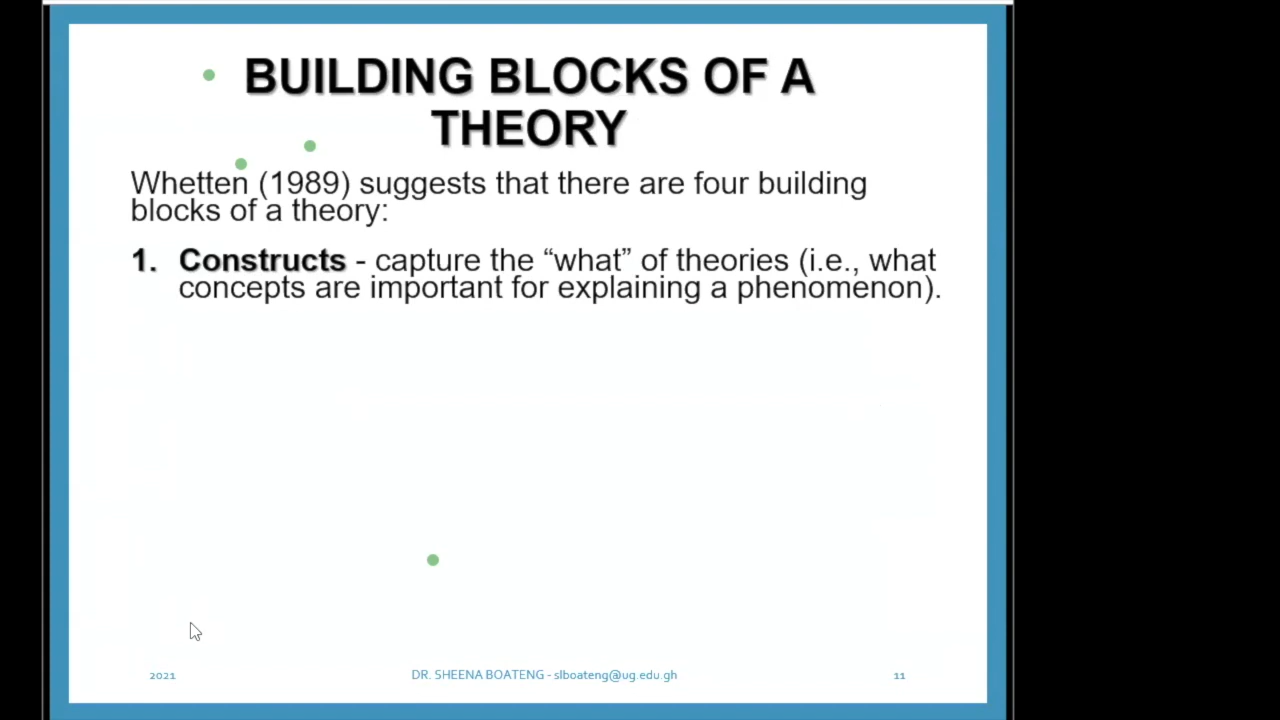 BUILDING BLOCKS OF A
THEORY
Whetten (1989) suggests that there are four building
blocks of a theory:
1. Constructs - capture the “what” of theories (i.e., what
concepts are important for explaining a phenomenon).
2021 DR. SHEENA BOATENG - slboateng@ug.edu.gh 11